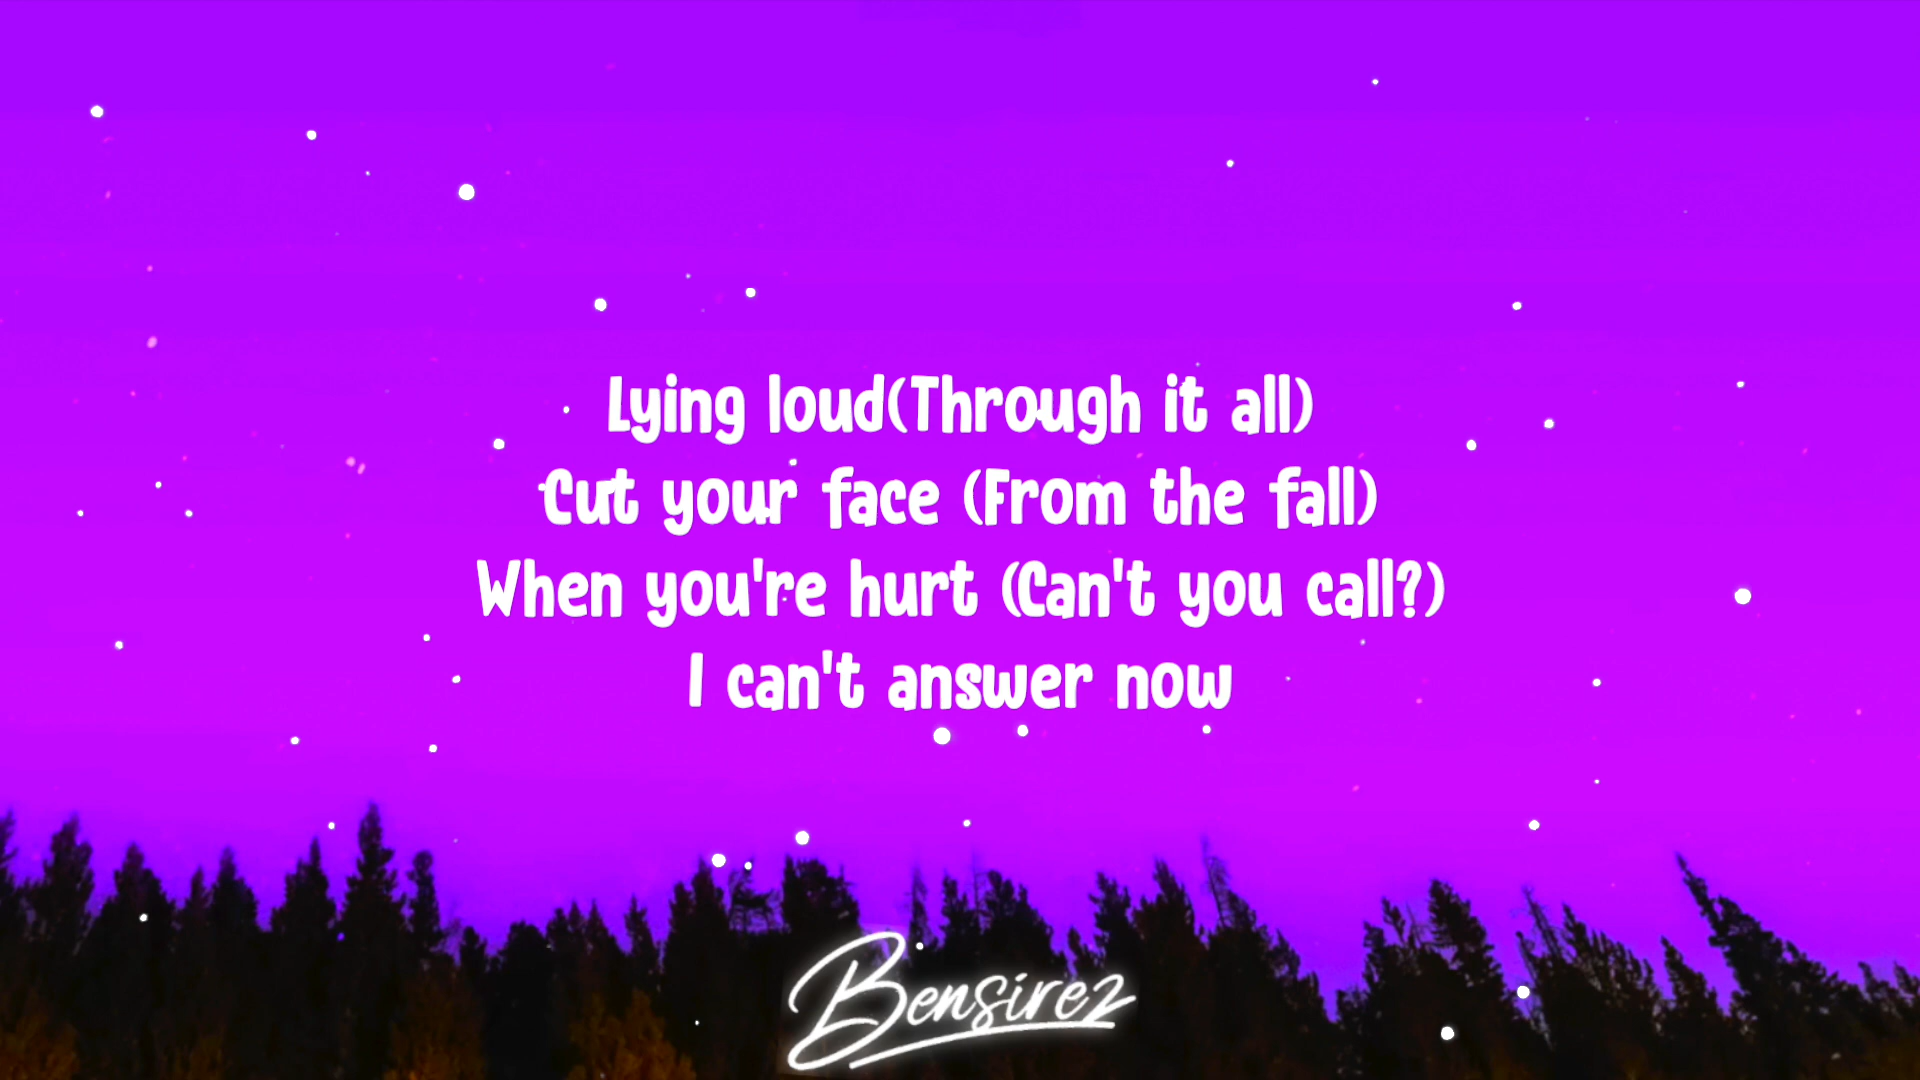 Lying loud(Through it all)
Cut your face (From the fall)
When you're hurt (Can't you call?)
I can't answer now
Bensirez